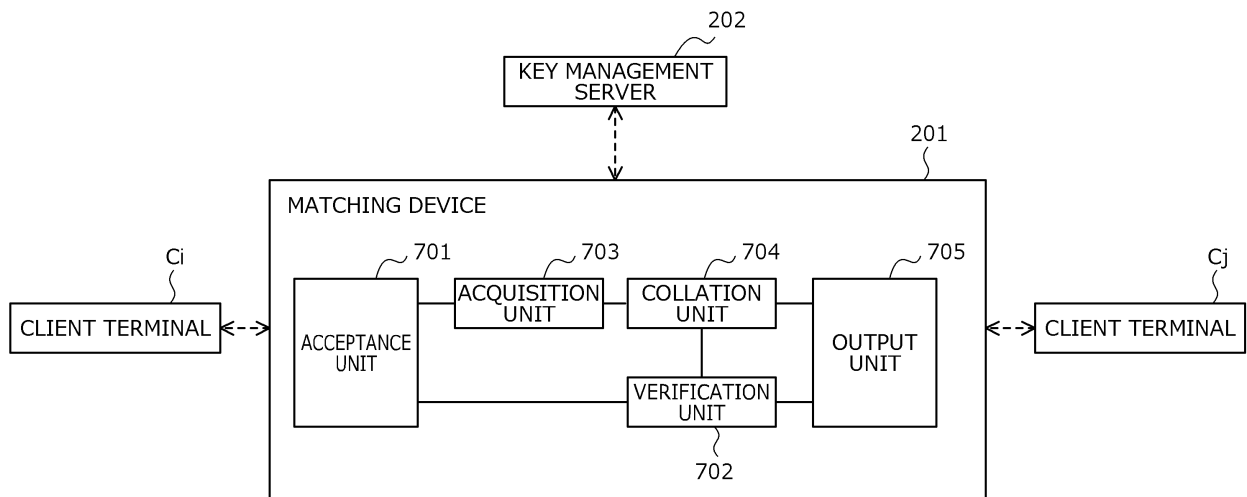 202
KEY MANAGEMENT
SERVER
201
MATCHING DEVICE
Ci
701
703
704
705
Cj
CLIENT TERMINAL
ACCEPTANCE
UNIT
ACQUISITION
UNIT
COLLATION
UNIT
OUTPUT
UNIT
CLIENT TERMINAL
VERIFICATION
UNIT
702